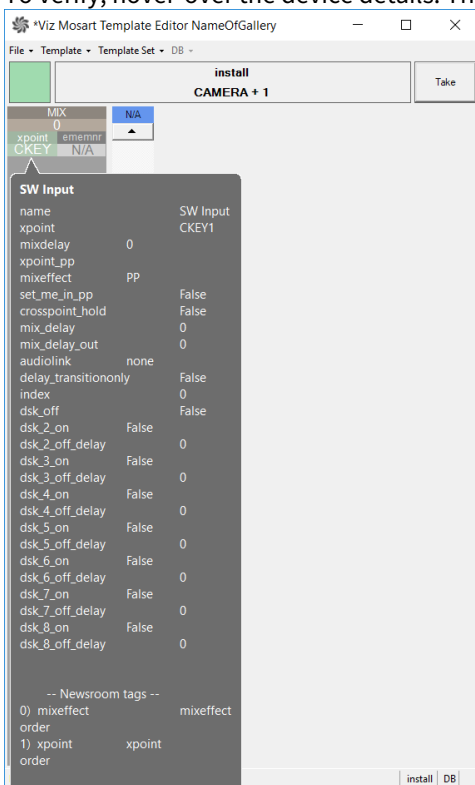 To verify, hover over the device details. Th
*Viz Mosart Template Editor NameOfGallery
File Template Template Set DB
install
CAMERA + 1
Take
MIX
0
xpoint ememnr
CKEY N/A
N/A
SW Input
name SW Input
xpoint CKEY1
mixdelay 0
xpoint_pp
mixeffect PP
set_me_in_pp False
crosspoint_hold False
mix_delay 0
mix_delay_out 0
audiolink none
delay_transitiononly False
index 0
dsk_off False
dsk_2_on False
dsk_2_off_delay 0
dsk_3_on False
dsk_3_off_delay 0
dsk_4_on False
dsk_4_off_delay 0
dsk_5_on False
dsk_5_off_delay 0
dsk_6_on False
dsk_6_off_delay 0
dsk_7_on False
dsk_7_off_delay 0
dsk_8_on False
dsk_8_off_delay 0
-- Newsroom tags --
0) mixeffect mixeffect
order
1) xpoint xpoint
order
install DB